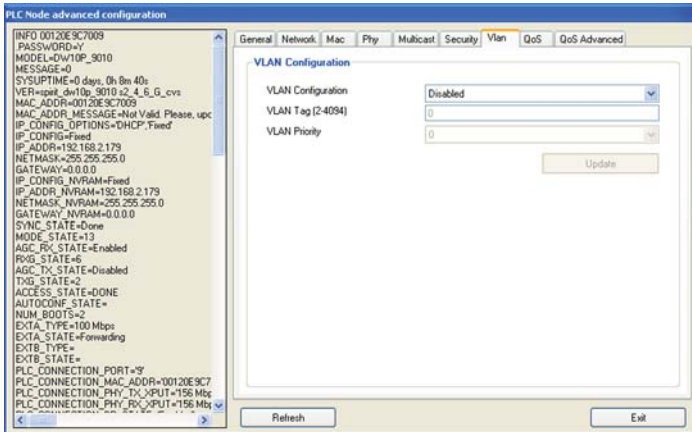 PLC Node advanced configuration
INFO 00120E9C7009
.PASSWORD=Y
MODEL=DW10P_9010
MESSAGE=0
SYSUPTIME=0 days, 0h 8m 40s
VER=spirit_dw10p_9010 s2_4_6_G_cvs
MAC_ADDR=00120E9C7009
MAC_ADDR_MESSAGE=Not Valid. Please, upc
IP_CONFIG_OPTIONS='DHCP','Fixed'
IP_CONFIG=Fixed
IP_ADDR=192.168.2.179
NETMASK=255.255.255.0
GATEWAY=0.0.0.0
IP_CONFIG_NVRAM=Fixed
IP_ADDR_NVRAM=192.168.2.179
NETMASK_NVRAM=255.255.255.0
GATEWAY_NVRAM=0.0.0.0
SYNC_STATE=Done
MODE_STATE=13
AGC_RX_STATE=Enabled
RXG_STATE=6
AGC_TX_STATE=Disabled
TXG_STATE=2
ACCESS_STATE=DONE
AUTOCONF_STATE=
NUM_BOOTS=2
EXTA_TYPE=100 Mbps
EXTA_STATE=Forwarding
EXTB_TYPE=
EXTB_STATE=
PLC_CONNECTION_PORT='9'
PLC_CONNECTION_MAC_ADDR='00120E9C7
PLC_CONNECTION_PHY_TX_XPUT='156 Mbp
PLC_CONNECTION_PHY_RX_XPUT='156 Mbp
General Network Mac Phy Multicast Security Vlan QoS QoS Advanced
VLAN Configuration
VLAN Configuration Disabled
VLAN Tag (2-4094) 0
VLAN Priority 0
Update
Refresh Exit